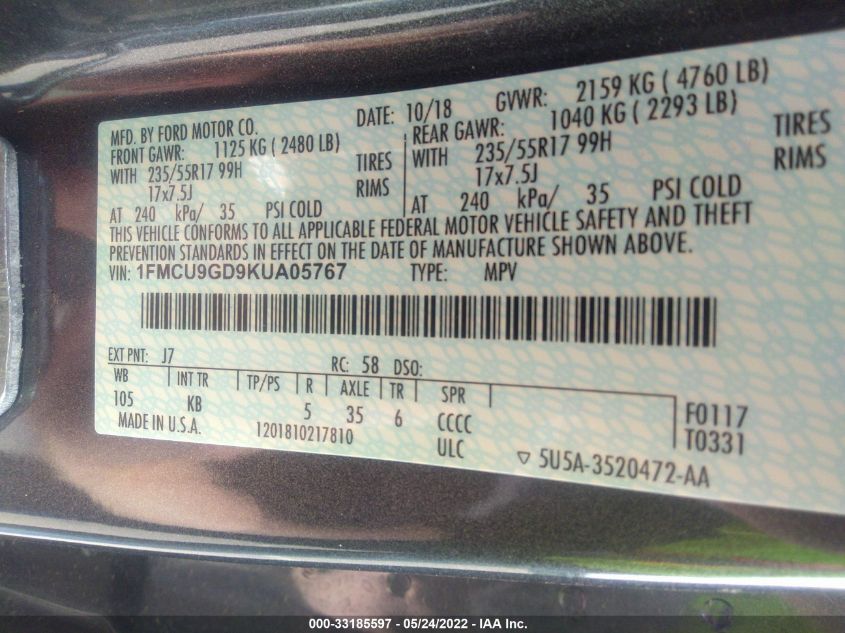 MFD. BY FORD MOTOR CO.
DATE: 10/18 GVWR: 2159 KG ( 4760 LB)
FRONT GAWR: 1125 KG ( 2480 LB) REAR GAWR: 1040 KG ( 2293 LB)
WITH 235/55R17 99H TIRES WITH 235/55R17 99H TIRES
17x7.5J RIMS 17x7.5J RIMS
AT 240 kPa/ 35 PSI COLD AT 240 kPa/ 35 PSI COLD
THIS VEHICLE CONFORMS TO ALL APPLICABLE FEDERAL MOTOR VEHICLE SAFETY AND THEFT
PREVENTION STANDARDS IN EFFECT ON THE DATE OF MANUFACTURE SHOWN ABOVE.
VIN: 1FMCU9GD9KUA05767 TYPE: MPV
EXT PNT: J7 RC: 58 DSO:
WB INT TR TP/PS R AXLE TR SPR
105 KB 5 35 6 CCCC F0117
MADE IN U.S.A. 1201810217810 ULC T0331
▽ 5U5A-3520472-AA
000-33185597 - 05/24/2022 - IAA Inc.